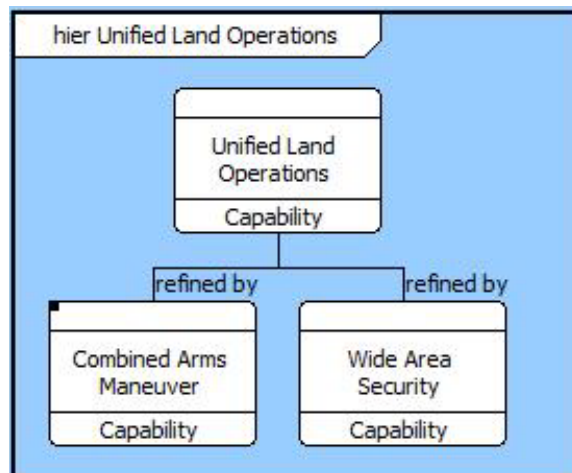 hier Unified Land Operations
Unified Land
Operations
Capability
refined by
refined by
Combined Arms
Maneuver
Capability
Wide Area
Security
Capability